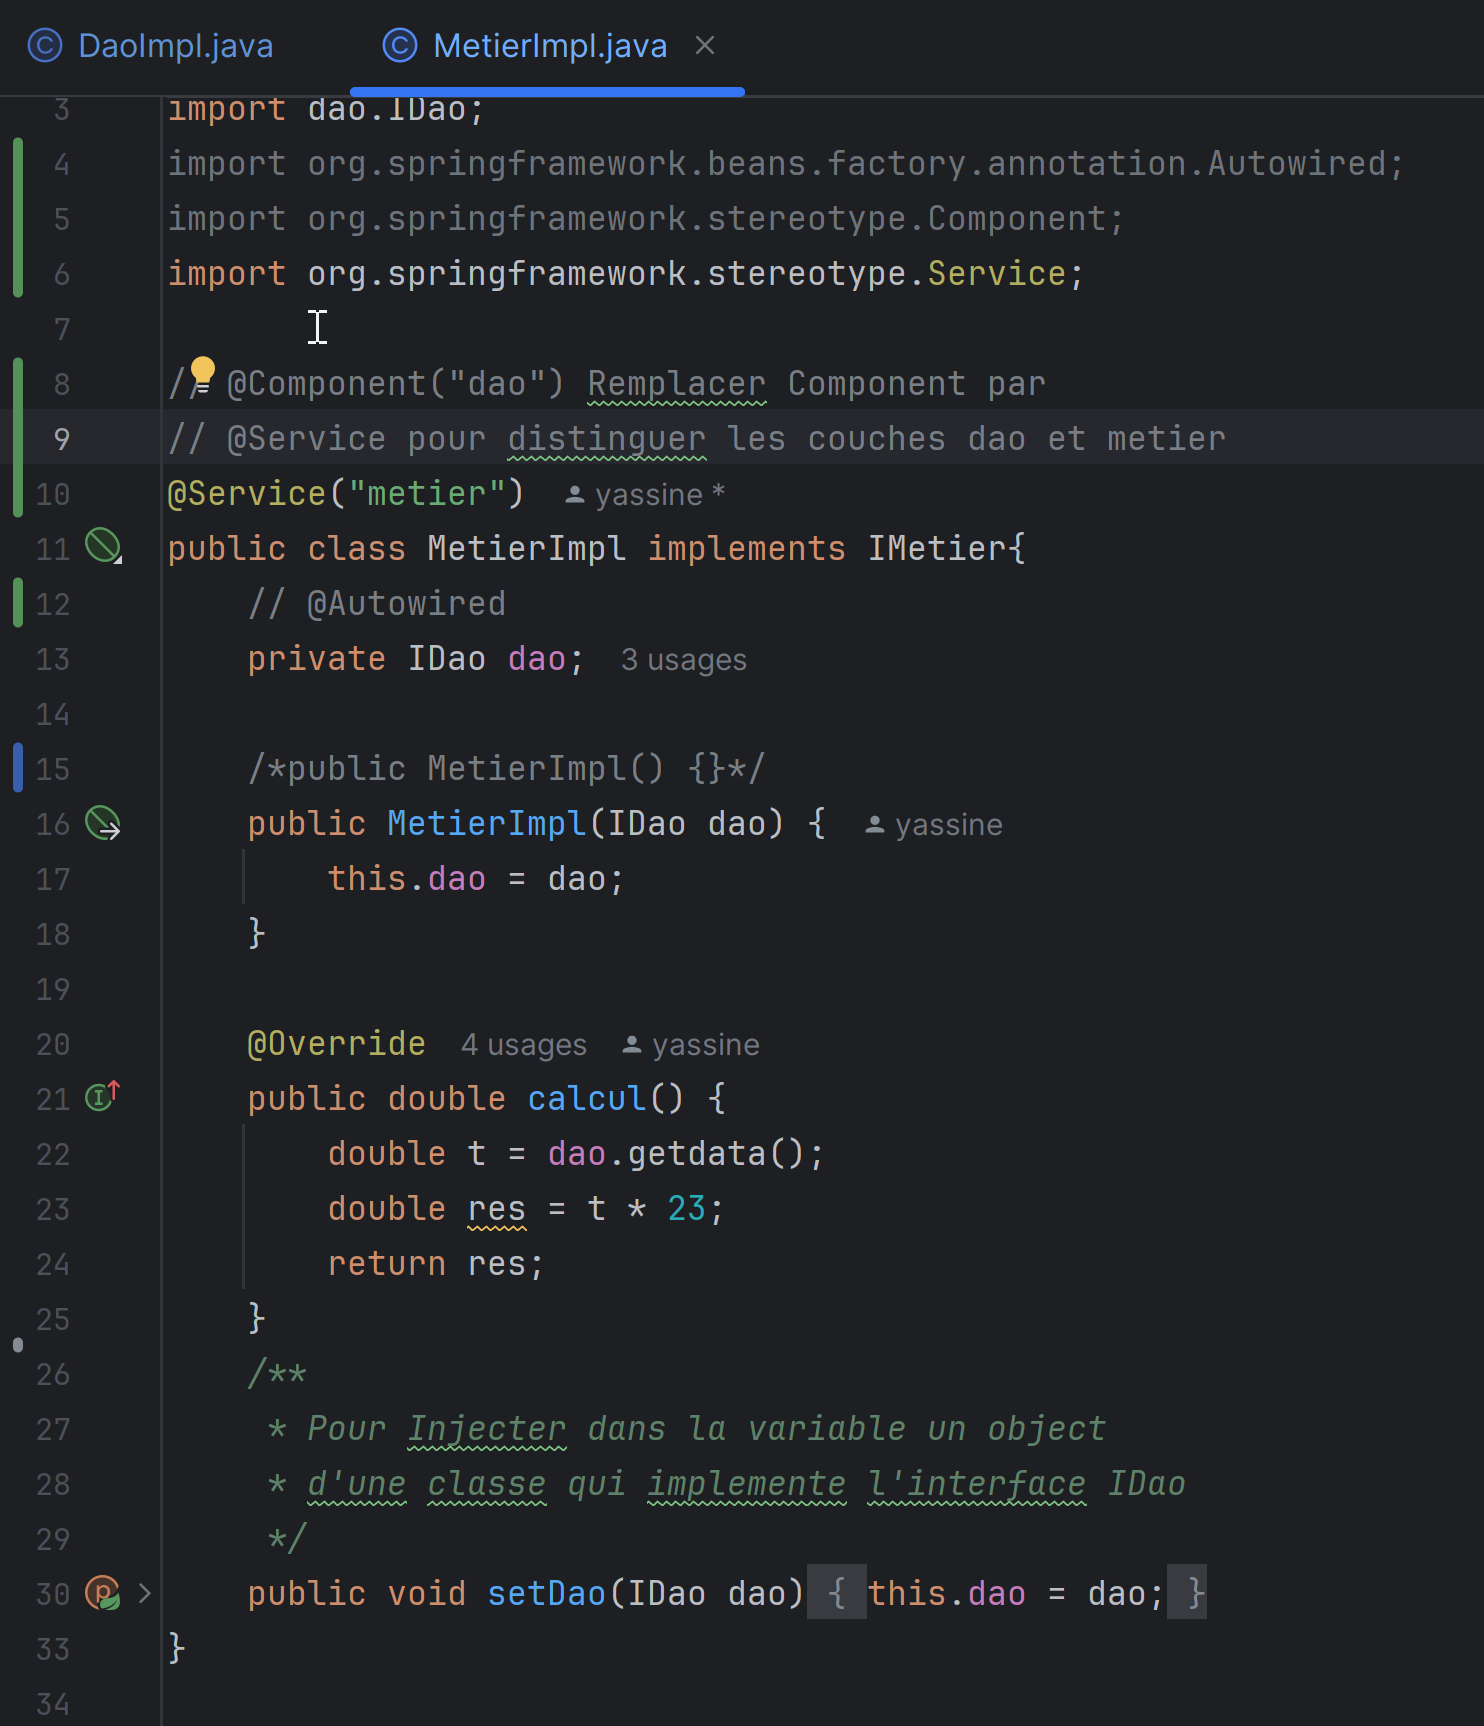 DaoImpl.java MetierImpl.java
3 import dao.IDao;
4 import org.springframework.beans.factory.annotation.Autowired;
5 import org.springframework.stereotype.Component;
6 import org.springframework.stereotype.Service;
7
8 // @Component("dao") Remplacer Component par
9 // @Service pour distinguer les couches dao et metier
10 @Service("metier") yassine *
11 public class MetierImpl implements IMetier{
12 // @Autowired
13 private IDao dao; 3 usages
14
15 /*public MetierImpl() {}*/
16 public MetierImpl(IDao dao) { yassine
17 this.dao = dao;
18 }
19
20 @Override 4 usages yassine
21 public double calcul() {
22 double t = dao.getdata();
23 double res = t * 23;
24 return res;
25 }
26 /**
27 * Pour Injecter dans la variable un object
28 * d'une classe qui implemente l'interface IDao
29 */
30 public void setDao(IDao dao) { this.dao = dao; }
33 }
34